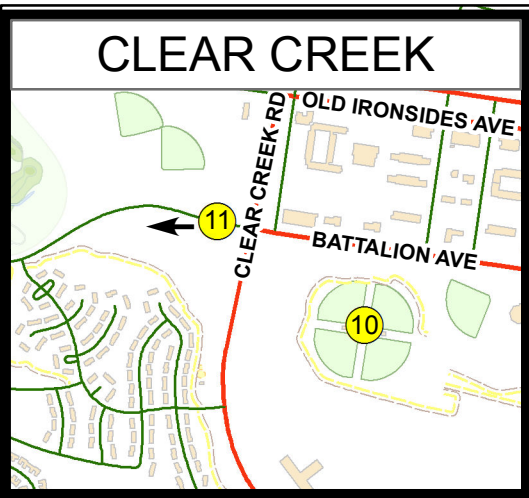 CLEAR CREEK
OLD IRONSIDES AVE
CLEAR CREEK RD
11
BATTALION AVE
10